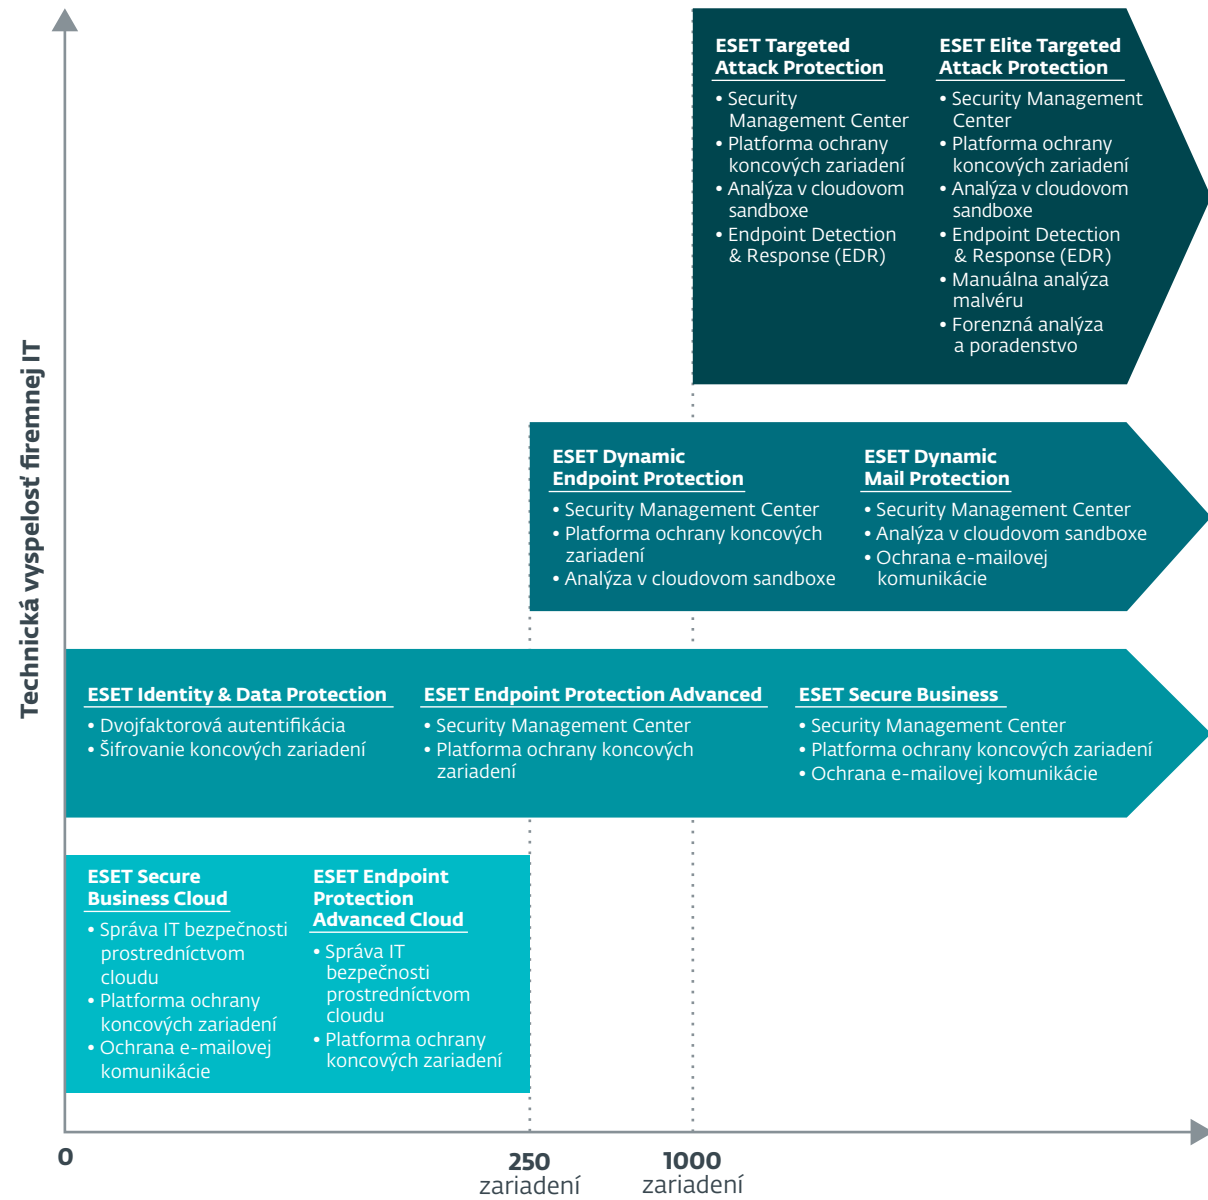 Technická vyspelosť firemnej IT
ESET Targeted
Attack Protection
• Security
Management Center
• Platforma ochrany
koncových zariadení
• Analýza v cloudovom
sandboxe
• Endpoint Detection
& Response (EDR)
ESET Elite Targeted
Attack Protection
• Security Management
Center
• Platforma ochrany
koncových zariadení
• Analýza v cloudovom
sandboxe
• Endpoint Detection
& Response (EDR)
• Manuálna analýza
malvéru
• Forenzná analýza
a poradenstvo
ESET Dynamic
Endpoint Protection
• Security Management Center
• Platforma ochrany koncových
zariadení
• Analýza v cloudovom sandboxe
ESET Dynamic
Mail Protection
• Security Management Center
• Analýza v cloudovom sandboxe
• Ochrana e-mailovej
komunikácie
ESET Identity & Data Protection
• Dvojfaktorová autentifikácia
• Šifrovanie koncových zariadení
ESET Endpoint Protection Advanced
• Security Management Center
• Platforma ochrany koncových
zariadení
ESET Secure Business
• Security Management Center
• Platforma ochrany koncových zariadení
• Ochrana e-mailovej komunikácie
ESET Secure
Business Cloud
• Správa IT bezpečnosti
prostredníctvom
cloudu
• Platforma ochrany
koncových zariadení
• Ochrana e-mailovej
komunikácie
ESET Endpoint
Protection
Advanced Cloud
• Správa IT
bezpečnosti
prostredníctvom
cloudu
• Platforma ochrany
koncových zariadení
0
250
zariadení
1000
zariadení